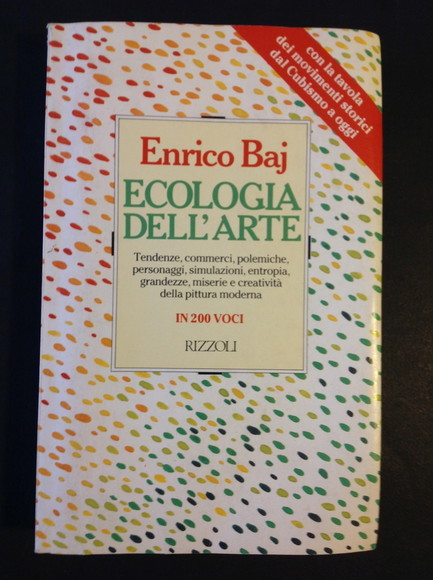 con la tavola
dei movimenti storici
dal Cubismo a oggi
Enrico Baj
ECOLOGIA
DELL'ARTE
Tendenze, commerci, polemiche,
personaggi, simulazioni, entropia,
grandezze, miserie e creatività
della pittura moderna
IN 200 VOCI
RIZZOLI